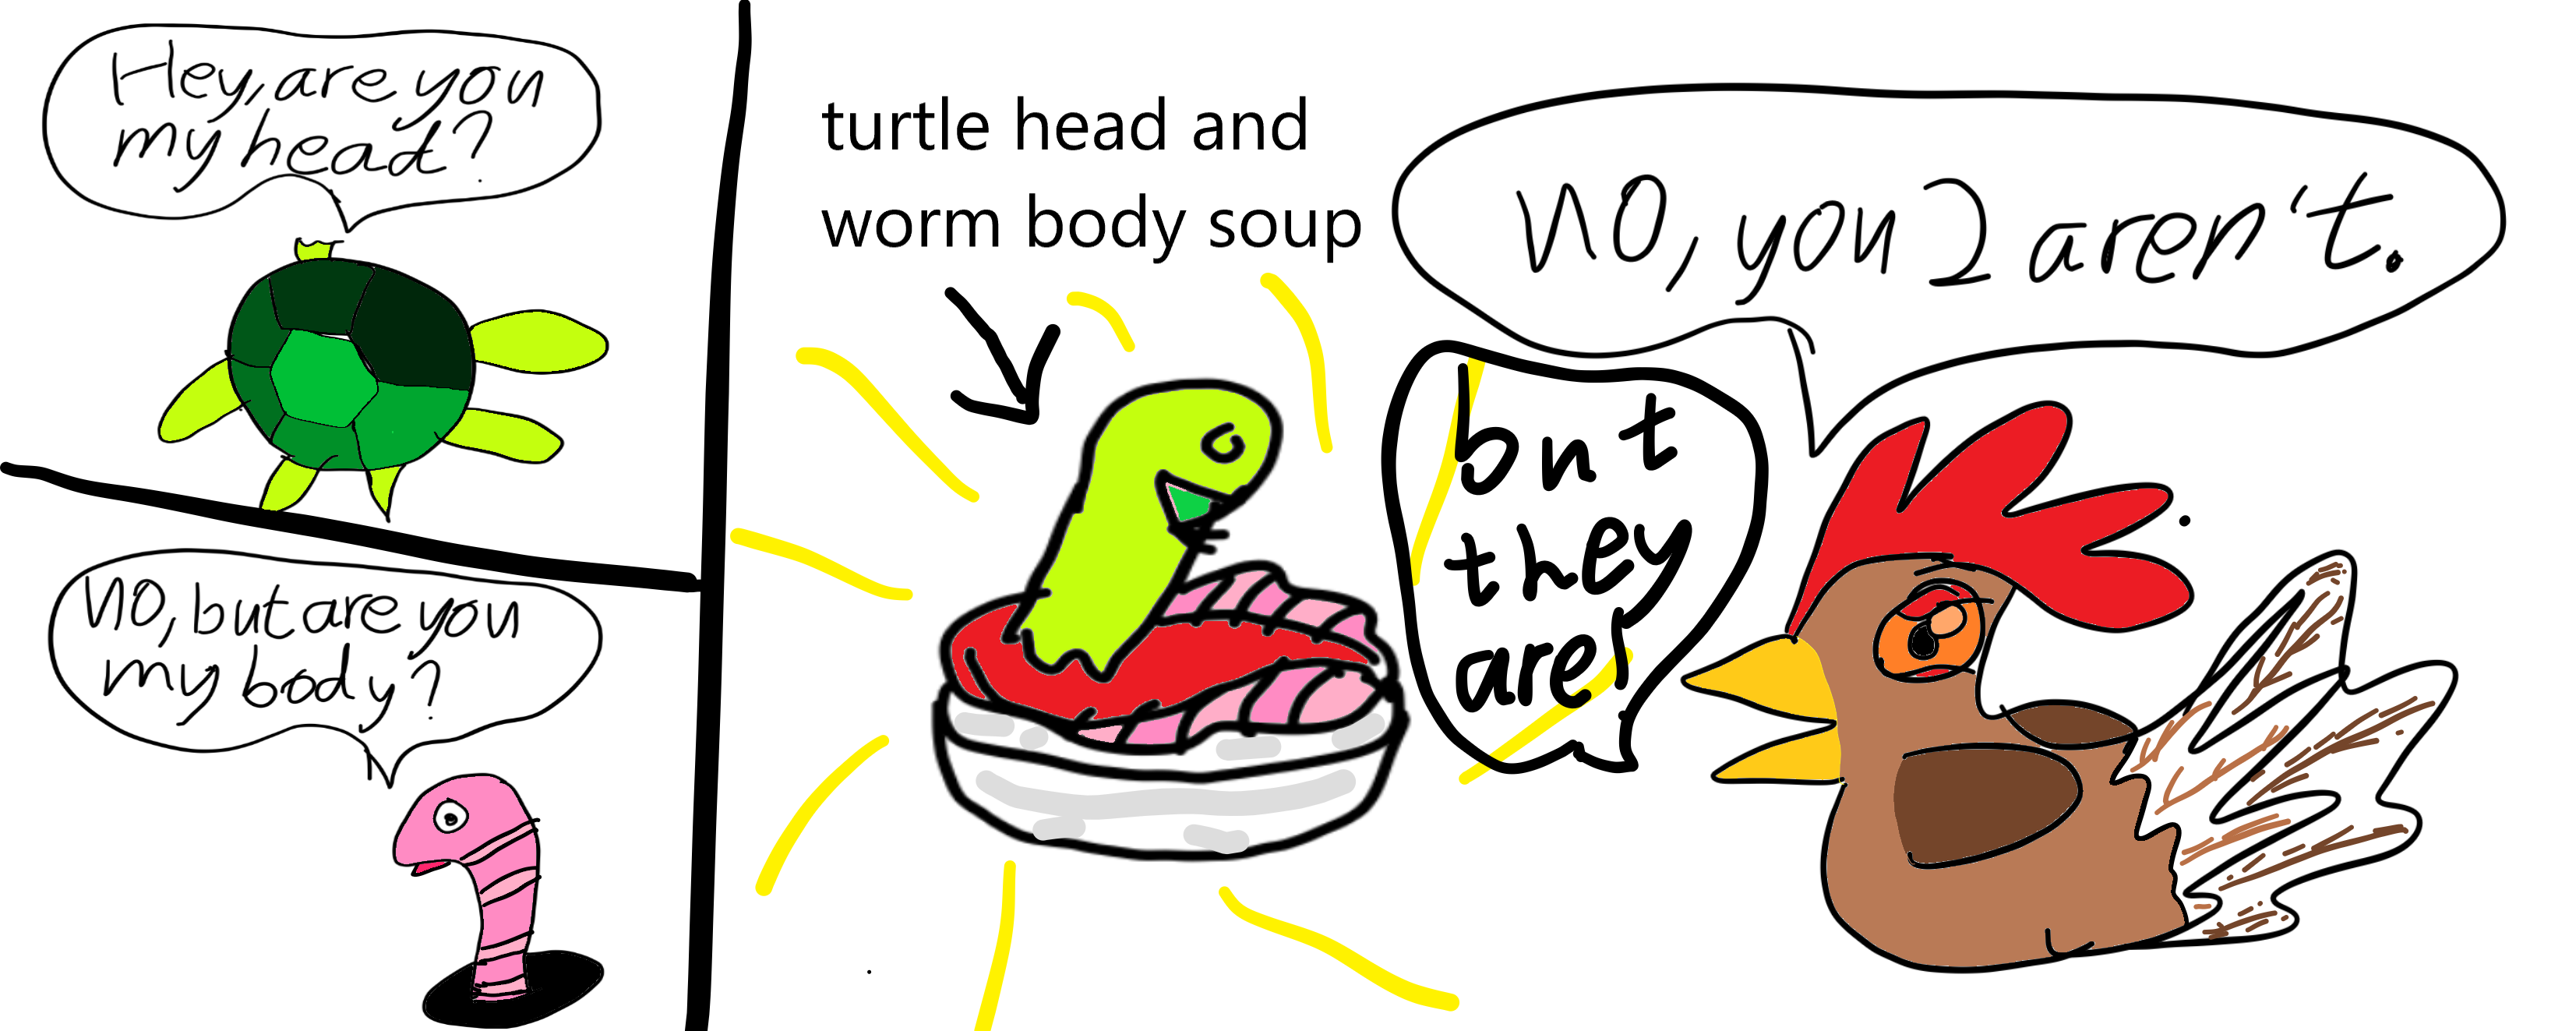 Hey, are you
my head?
NO, but are you
my body?
turtle head and
worm body soup
NO, you 2 aren't.
but
they
are!